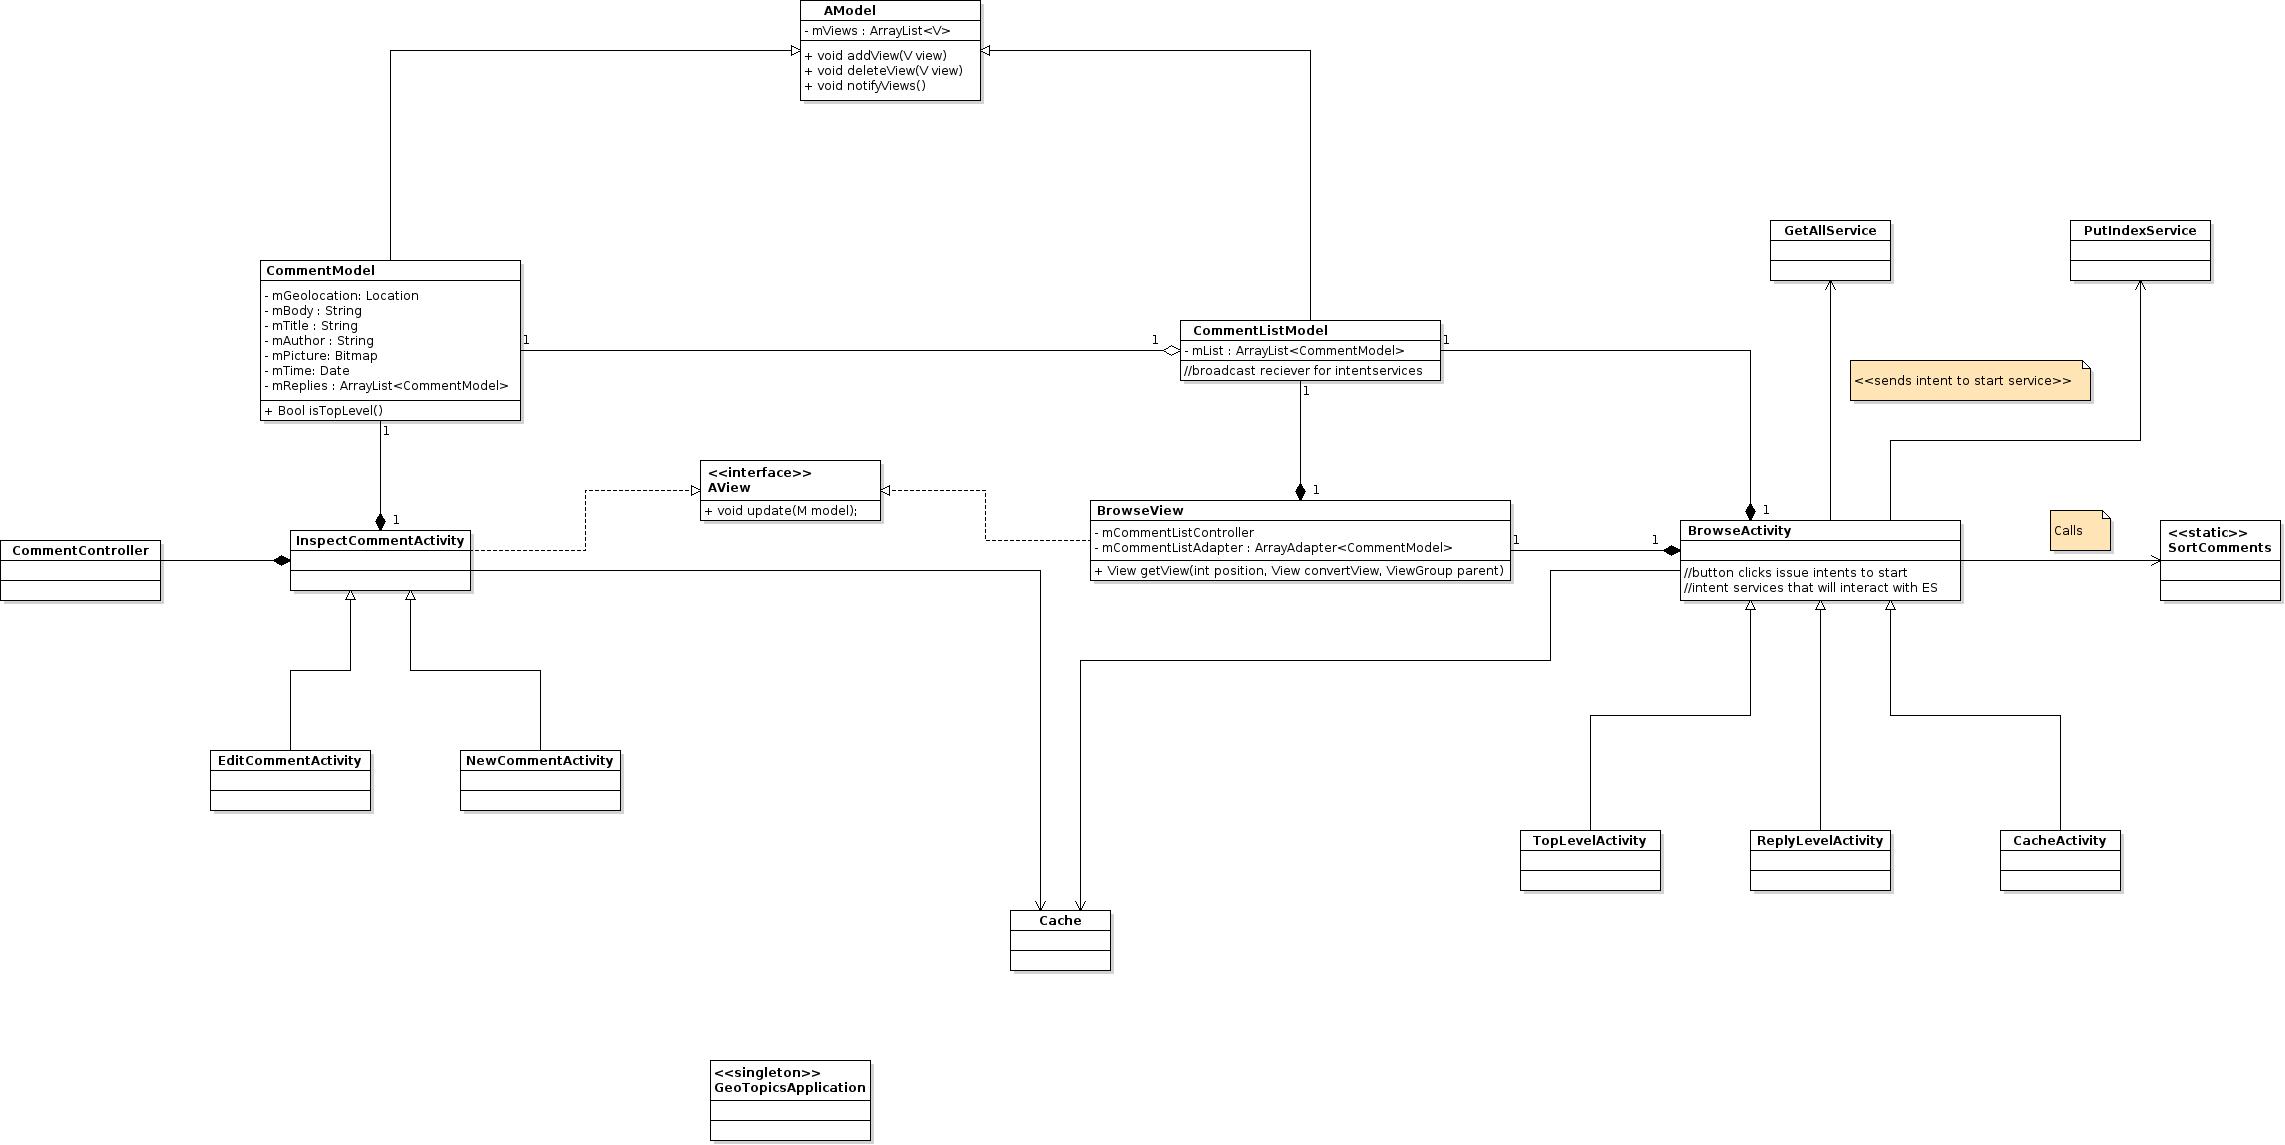 AModel
- mViews : ArrayList<V>
+ void addView(V view)
+ void deleteView(V view)
+ void notifyViews()
GetAllService
PutIndexService
CommentModel
- mGeolocation: Location
- mBody : String
- mTitle : String
- mAuthor : String
- mPicture: Bitmap
- mTime: Date
- mReplies : ArrayList<CommentModel>
+ Bool isTopLevel()
1
1
1
1
CommentListModel
- mList : ArrayList<CommentModel>
//broadcast reciever for intentservices
1
1
1
1
<<sends intent to start service>>
<<interface>>
AView
+ void update(M model);
BrowseView
- mCommentListController
- mCommentListAdapter : ArrayAdapter<CommentModel>
+ View getView(int position, View convertView, ViewGroup parent)
1
1
BrowseActivity
//button clicks issue intents to start
//intent services that will interact with ES
Calls
<<static>>
SortComments
CommentController
InspectCommentActivity
EditCommentActivity
NewCommentActivity
TopLevelActivity
ReplyLevelActivity
CacheActivity
Cache
<<singleton>>
GeoTopicsApplication